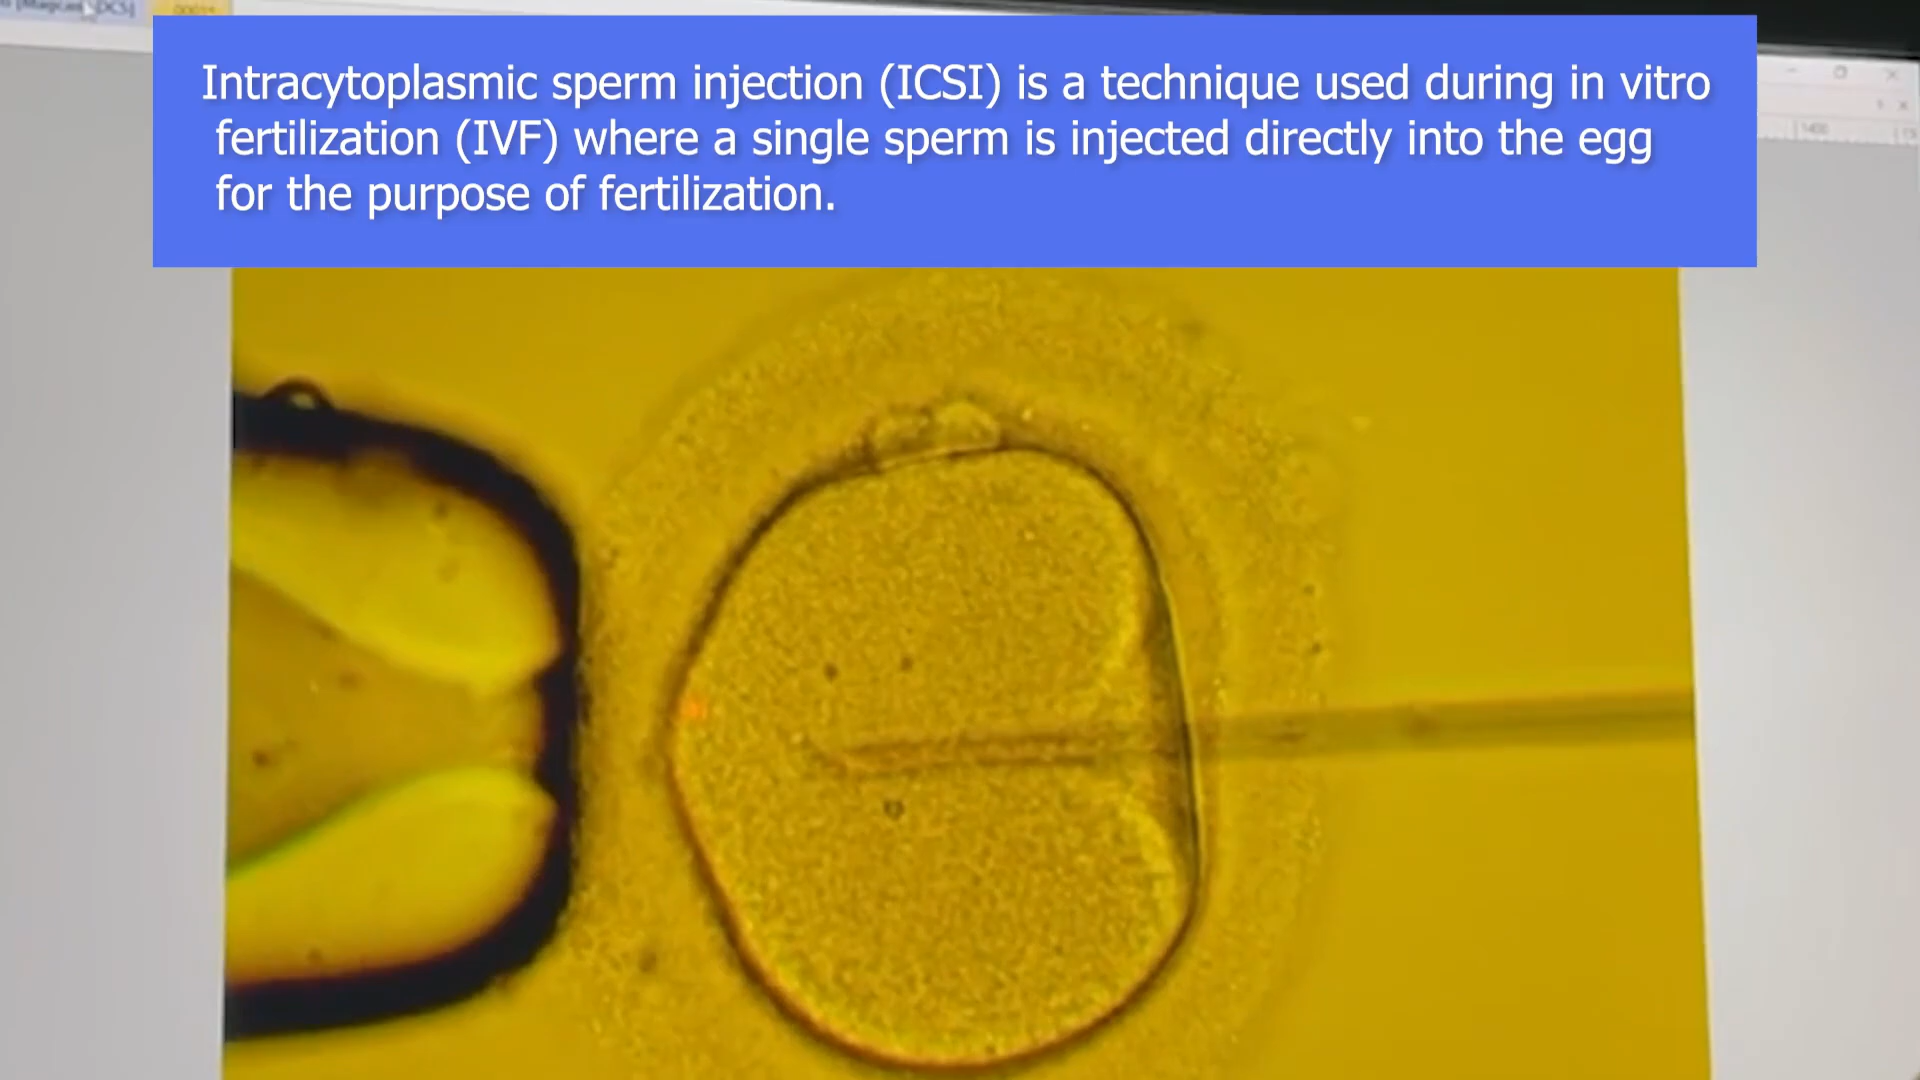 Intracytoplasmic sperm injection (ICSI) is a technique used during in vitro
fertilization (IVF) where a single sperm is injected directly into the egg
for the purpose of fertilization.